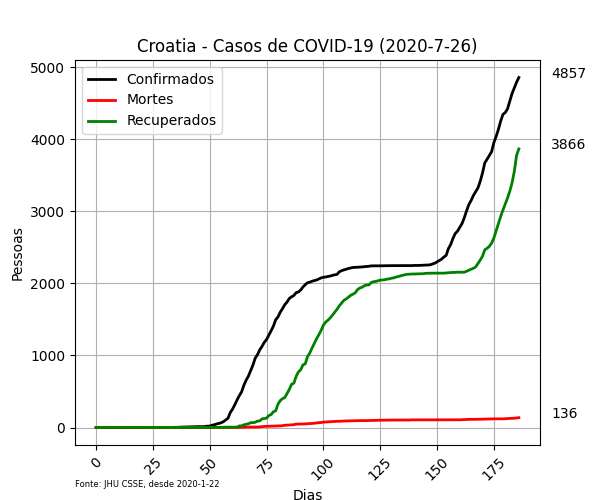 Croatia - Casos de COVID-19 (2020-7-26)
Confirmados
Mortes
Recuperados
Pessoas
5000
4000
3000
2000
1000
0
4857
3866
136
0 25 50 75 100 125 150 175
Dias
Fonte: JHU CSSE, desde 2020-1-22